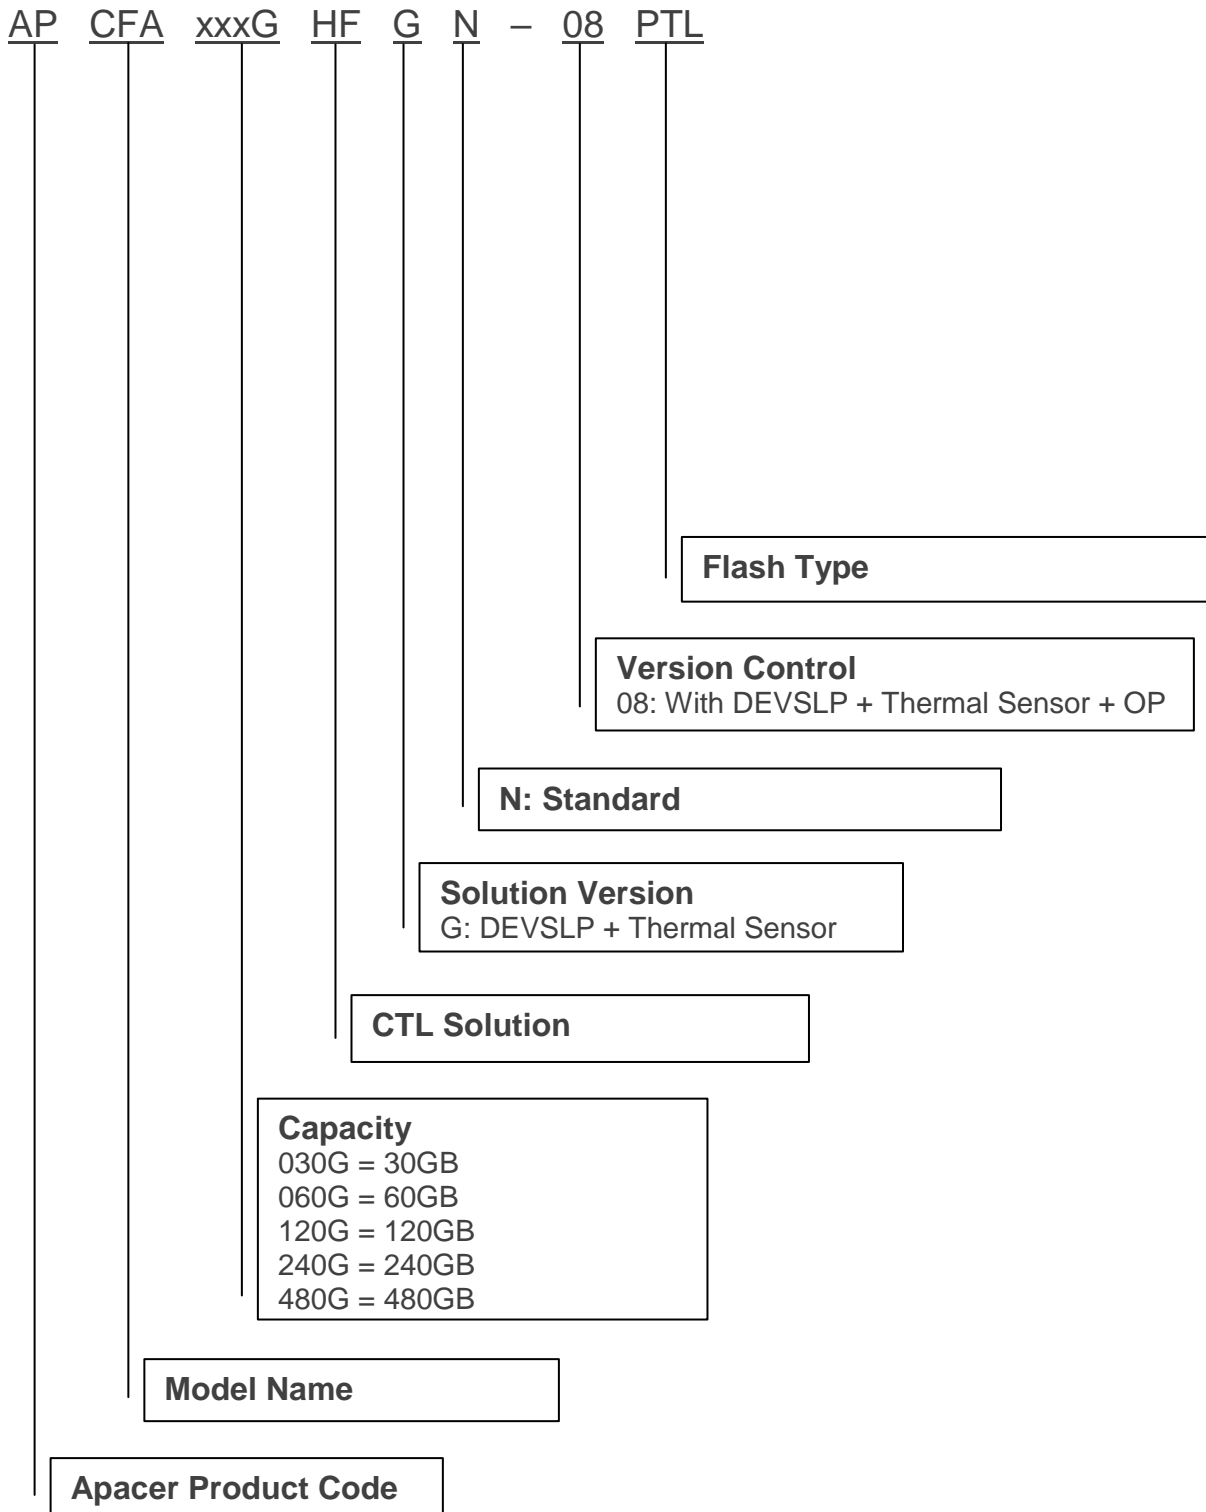 AP CFA xxxG HF G N – 08 PTL
Flash Type
Version Control
08: With DEVSLP + Thermal Sensor + OP
N: Standard
Solution Version
G: DEVSLP + Thermal Sensor
CTL Solution
Capacity
030G = 30GB
060G = 60GB
120G = 120GB
240G = 240GB
480G = 480GB
Model Name
Apacer Product Code